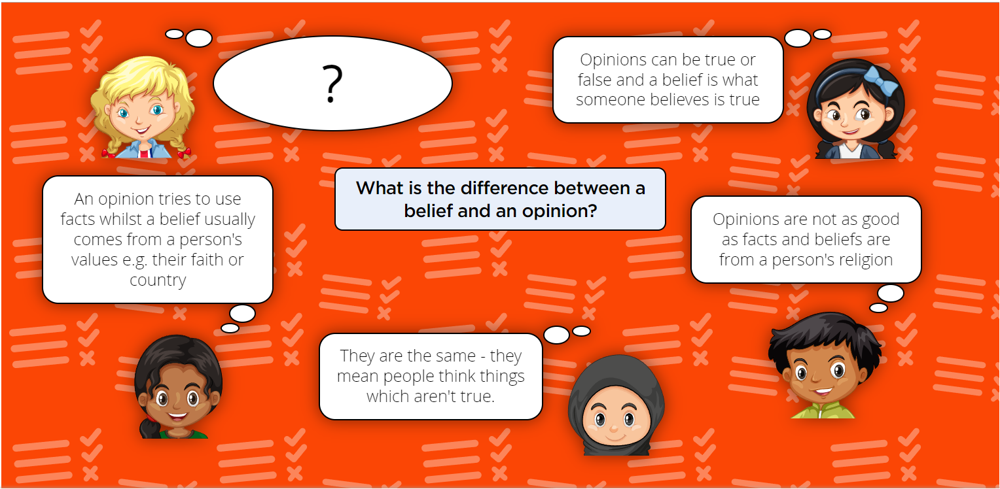 ?
Opinions can be true or
false and a belief is what
someone believes is true
What is the difference between a
belief and an opinion?
An opinion tries to use
facts whilst a belief usually
comes from a person's
values e.g. their faith or
country
Opinions are not as good
as facts and beliefs are
from a person's religion
They are the same - they
mean people think things
which aren't true.